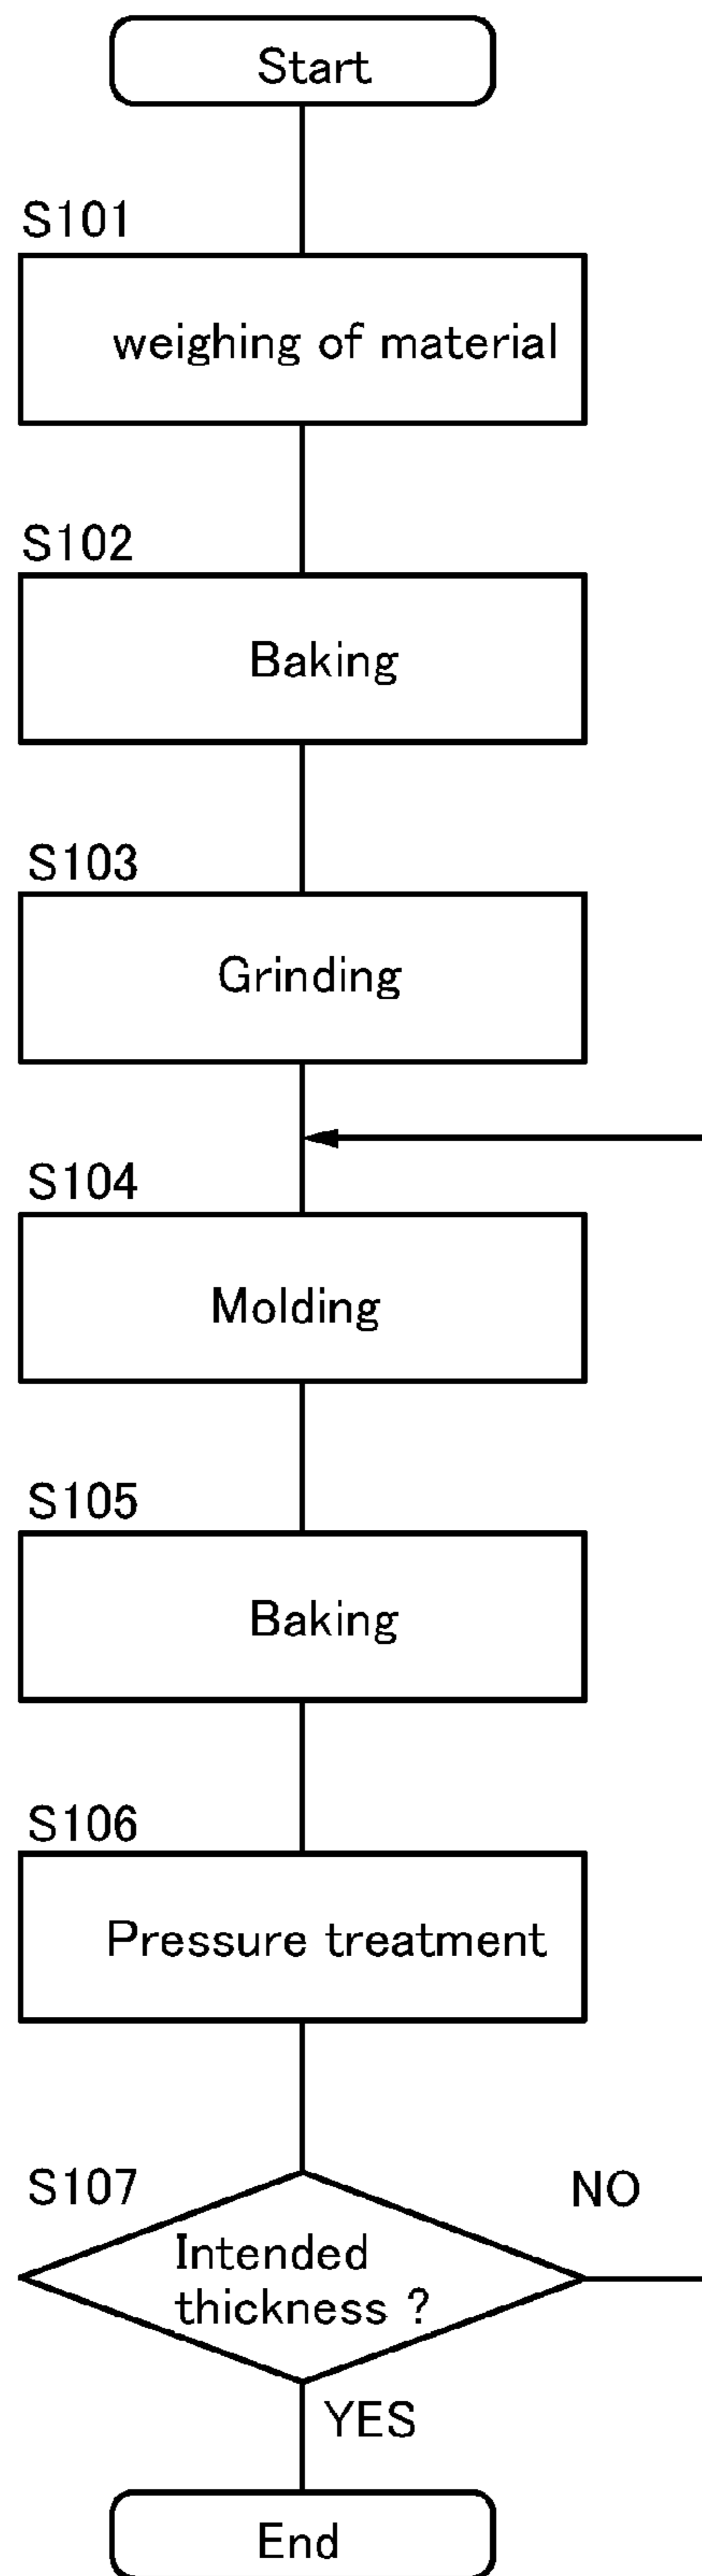 Start
S101
weighing of material
S102
Baking
S103
Grinding
S104
Molding
S105
Baking
S106
Pressure treatment
S107
NO
Intended
thickness ?
YES
End